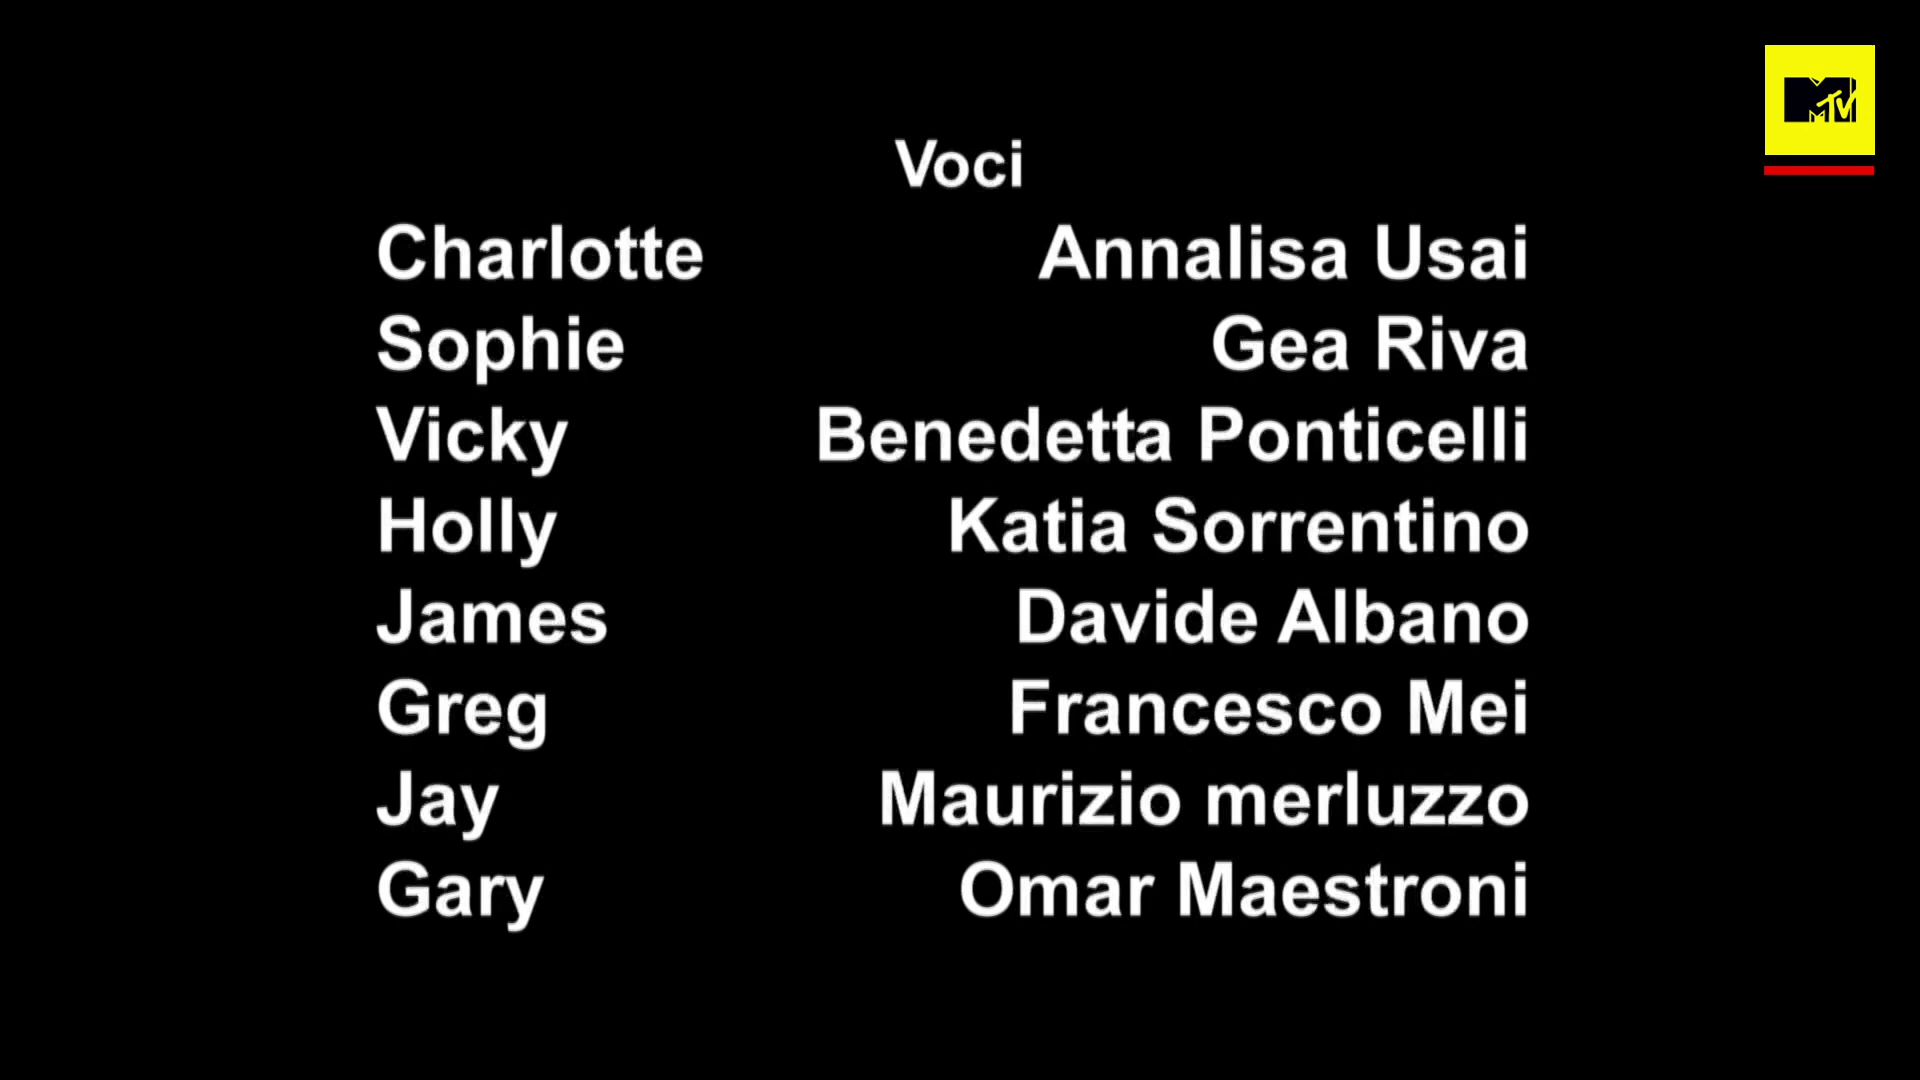 MTV
Voci
Charlotte Annalisa Usai
Sophie Gea Riva
Vicky Benedetta Ponticelli
Holly Katia Sorrentino
James Davide Albano
Greg Francesco Mei
Jay Maurizio merluzzo
Gary Omar Maestroni